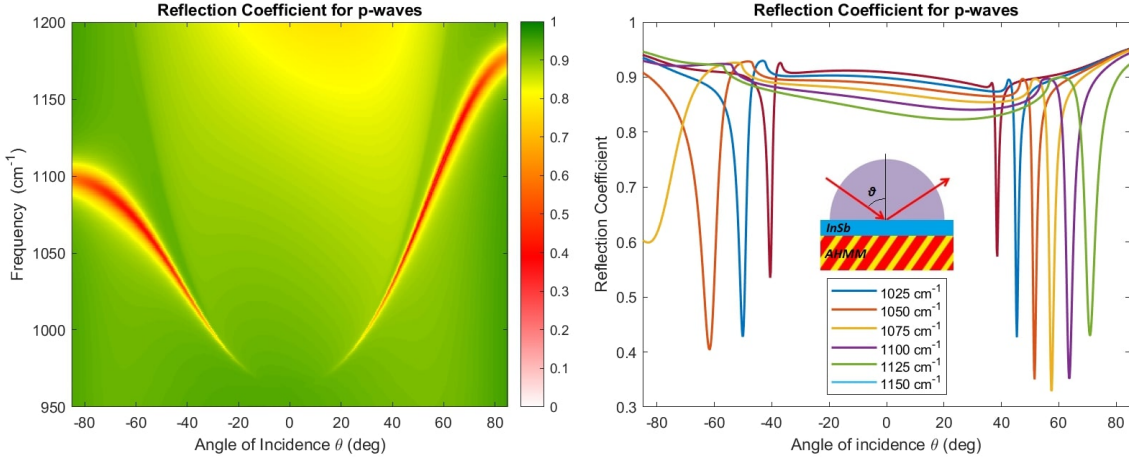 Reflection Coefficient for p-waves
1200
1150
1100
1050
1000
950
Frequency (cm-1)
-80 -60 -40 -20 0 20 40 60 80
Angle of Incidence θ (deg)
1
0.9
0.8
0.7
0.6
0.5
0.4
0.3
0.2
0.1
0
Reflection Coefficient for p-waves
1
0.9
0.8
0.7
0.6
0.5
0.4
0.3
Reflection Coefficient
ϑ
InSb
AHMM
1025 cm-1
1050 cm-1
1075 cm-1
1100 cm-1
1125 cm-1
1150 cm-1
-80 -60 -40 -20 0 20 40 60 80
Angle of incidence θ (deg)